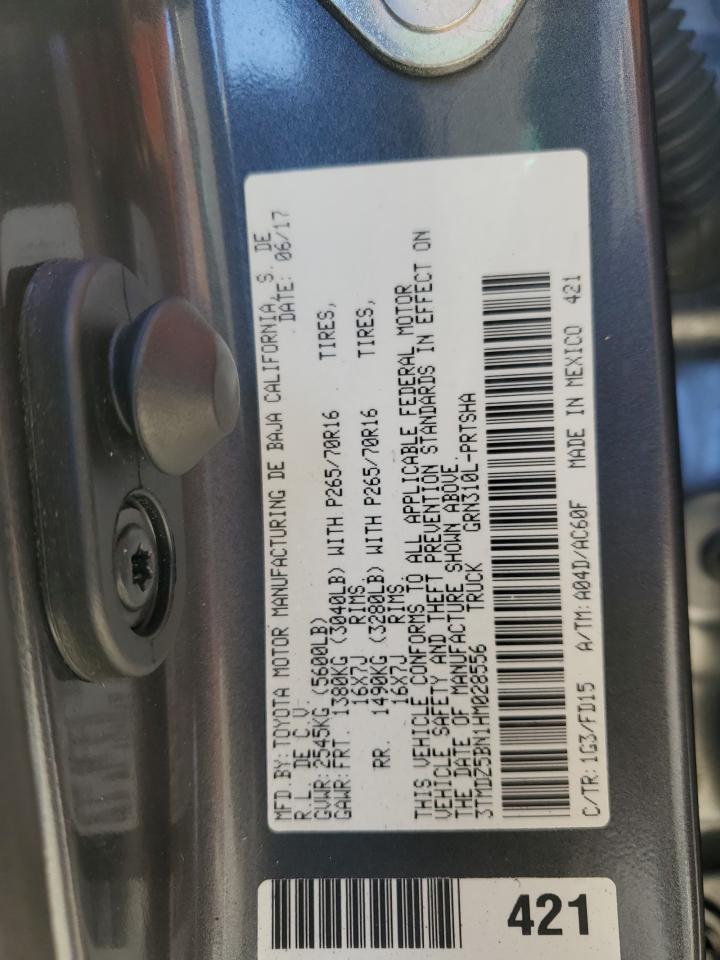 MFD.BY:TOYOTA MOTOR MANUFACTURING DE BAJA CALIFORNIA, S. DE
R.L. DE C.V. DATE: 06/17
GVWR:2545KG (5600LB)
GAWR:FRT. 1380KG (3040LB) WITH P265/70R16 TIRES,
16X7J RIMS,
RR. 1490KG (3280LB) WITH P265/70R16 TIRES,
16X7J RIMS.
THIS VEHICLE CONFORMS TO ALL APPLICABLE FEDERAL MOTOR
VEHICLE SAFETY AND THEFT PREVENTION STANDARDS IN EFFECT ON
THE DATE OF MANUFACTURE SHOWN ABOVE.
3TMDZ5BN1HM028556 TRUCK GRN310L-PRTSHA
C/TR:1G3/FD15 A/TM:A04D/AC60F MADE IN MEXICO 421
421